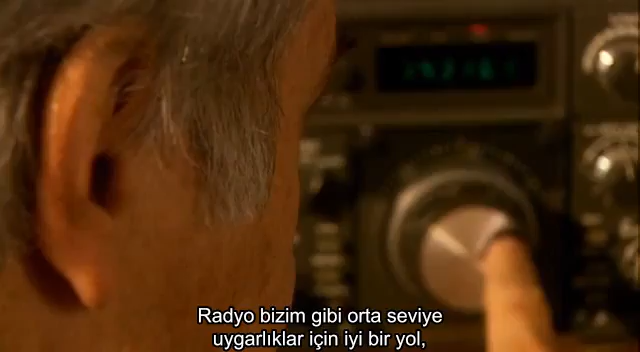 Radyo bizim gibi orta seviye
uygarlıklar için iyi bir yol,